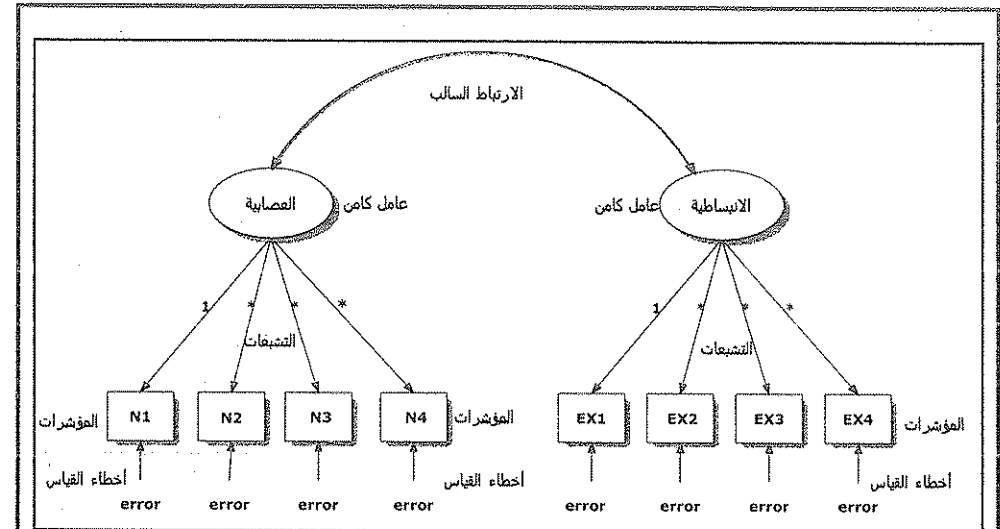 الارتباط السالب
الانبساطية
عامل كامن
العصابية
عامل كامن
1 * * *
1 * * *
التشبعات
التشبعات
N1 N2 N3 N4
EX1 EX2 EX3 EX4
المؤشرات
المؤشرات
المؤشرات
أخطاء القياس
أخطاء القياس
أخطاء القياس
error error error error
error error error error